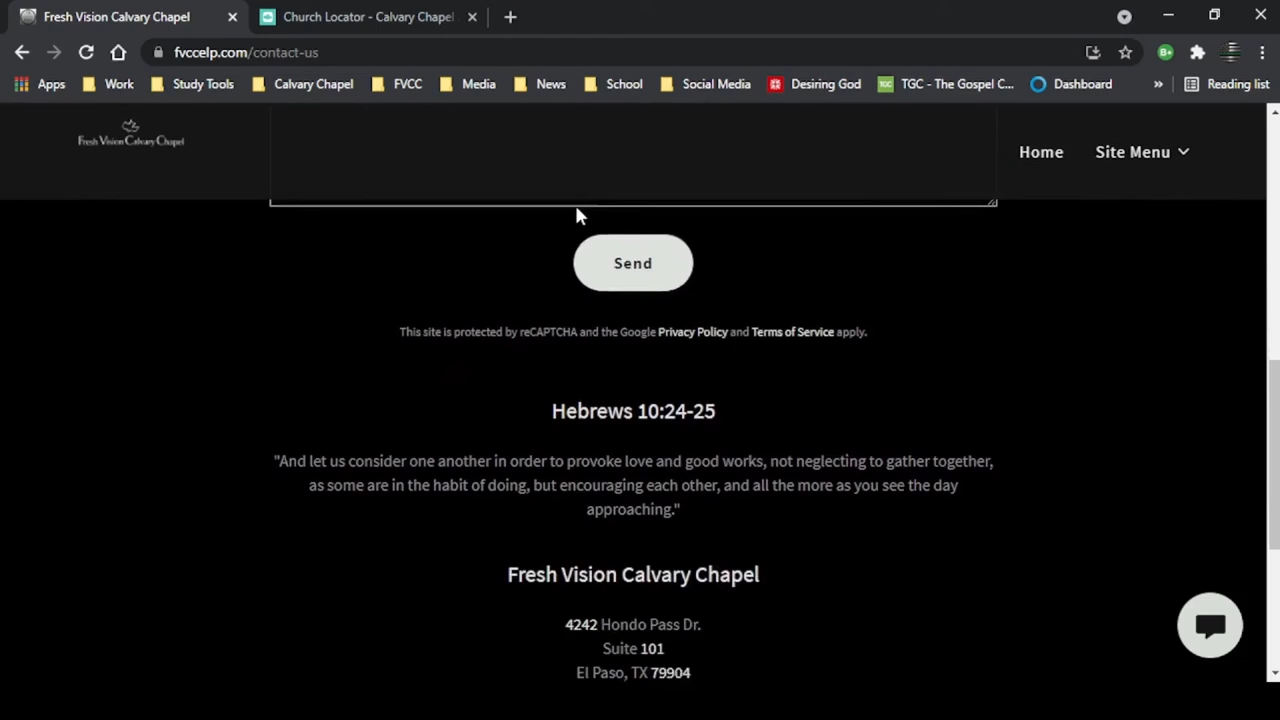 Fresh Vision Calvary Chapel
Church Locator - Calvary Chapel
fvccelp.com/contact-us
Apps Work Study Tools Calvary Chapel FVCC Media News School Social Media Desiring God TGC TGC - The Gospel C... Dashboard » Reading list
Fresh Vision Calvary Chapel
Home Site Menu
Send
This site is protected by reCAPTCHA and the Google Privacy Policy and Terms of Service apply.
Hebrews 10:24-25
"And let us consider one another in order to provoke love and good works, not neglecting to gather together,
as some are in the habit of doing, but encouraging each other, and all the more as you see the day
approaching."
Fresh Vision Calvary Chapel
4242 Hondo Pass Dr.
Suite 101
El Paso, TX 79904